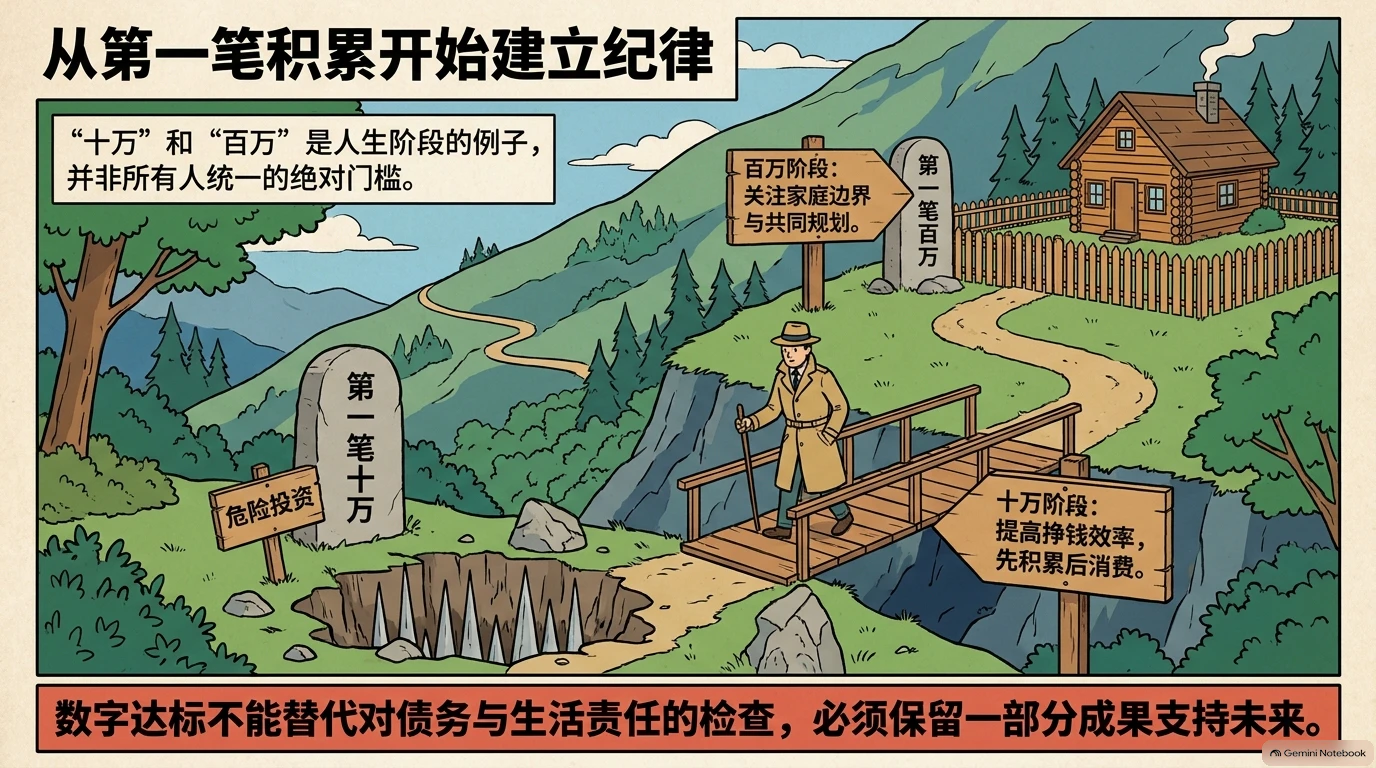 从第一笔积累开始建立纪律
“十万”和“百万”是人生阶段的例子，
并非所有人统一的绝对门槛。
百万阶段：
关注家庭边界
与共同规划。
第一笔百万
第一笔十万
危险投资
十万阶段：
提高挣钱效率，
先积累后消费。
数字达标不能替代对债务与生活责任的检查，必须保留一部分成果支持未来。
Gemini Notebook